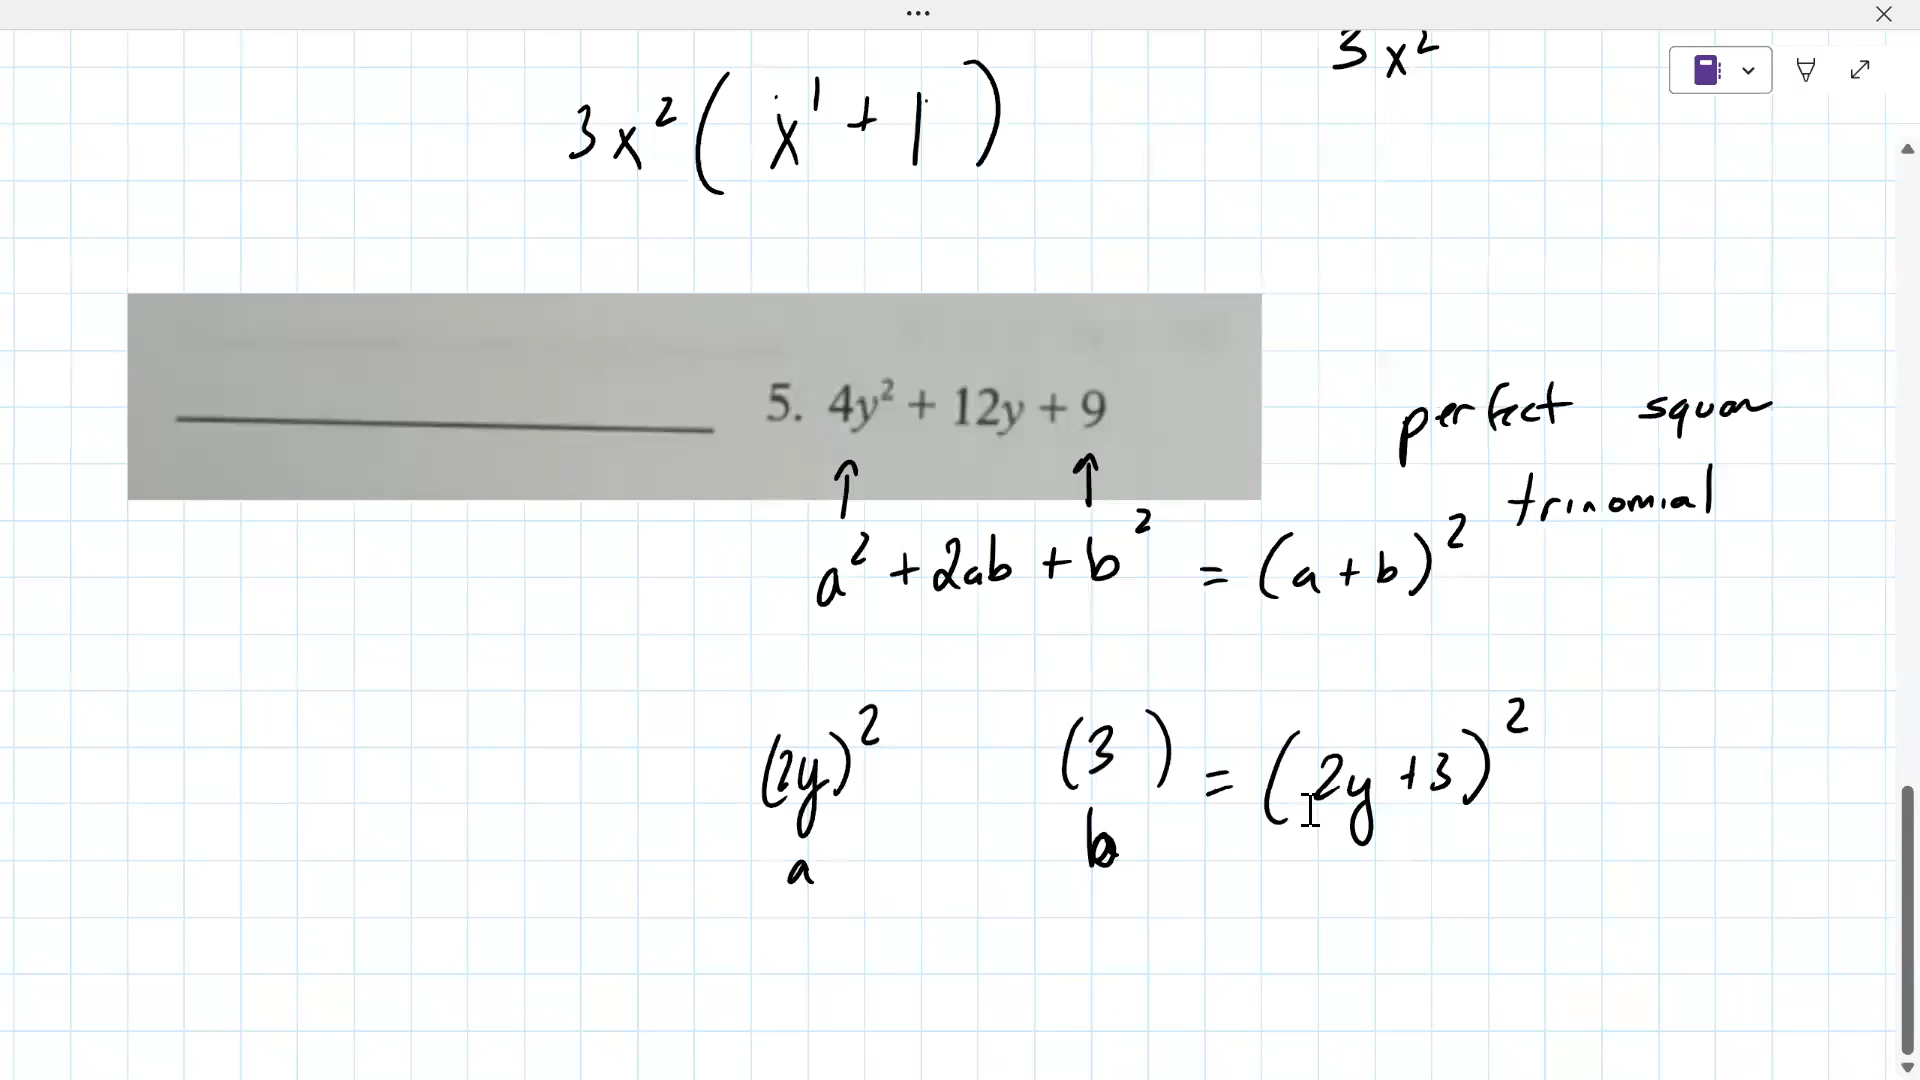 3x²
3x²(x¹ + 1)
5. 4y² + 12y + 9
perfect squar
trinomial
↑ ↑
a² + 2ab + b² = (a + b)²
(2y)² (3) = (2y + 3)²
a b